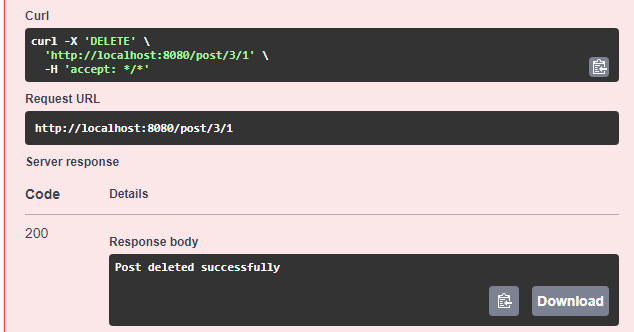 Curl
curl -X 'DELETE' \
  'http://localhost:8080/post/3/1' \
  -H 'accept: */*'
Request URL
http://localhost:8080/post/3/1
Server response
Code Details
200
Response body
Post deleted successfully
Download